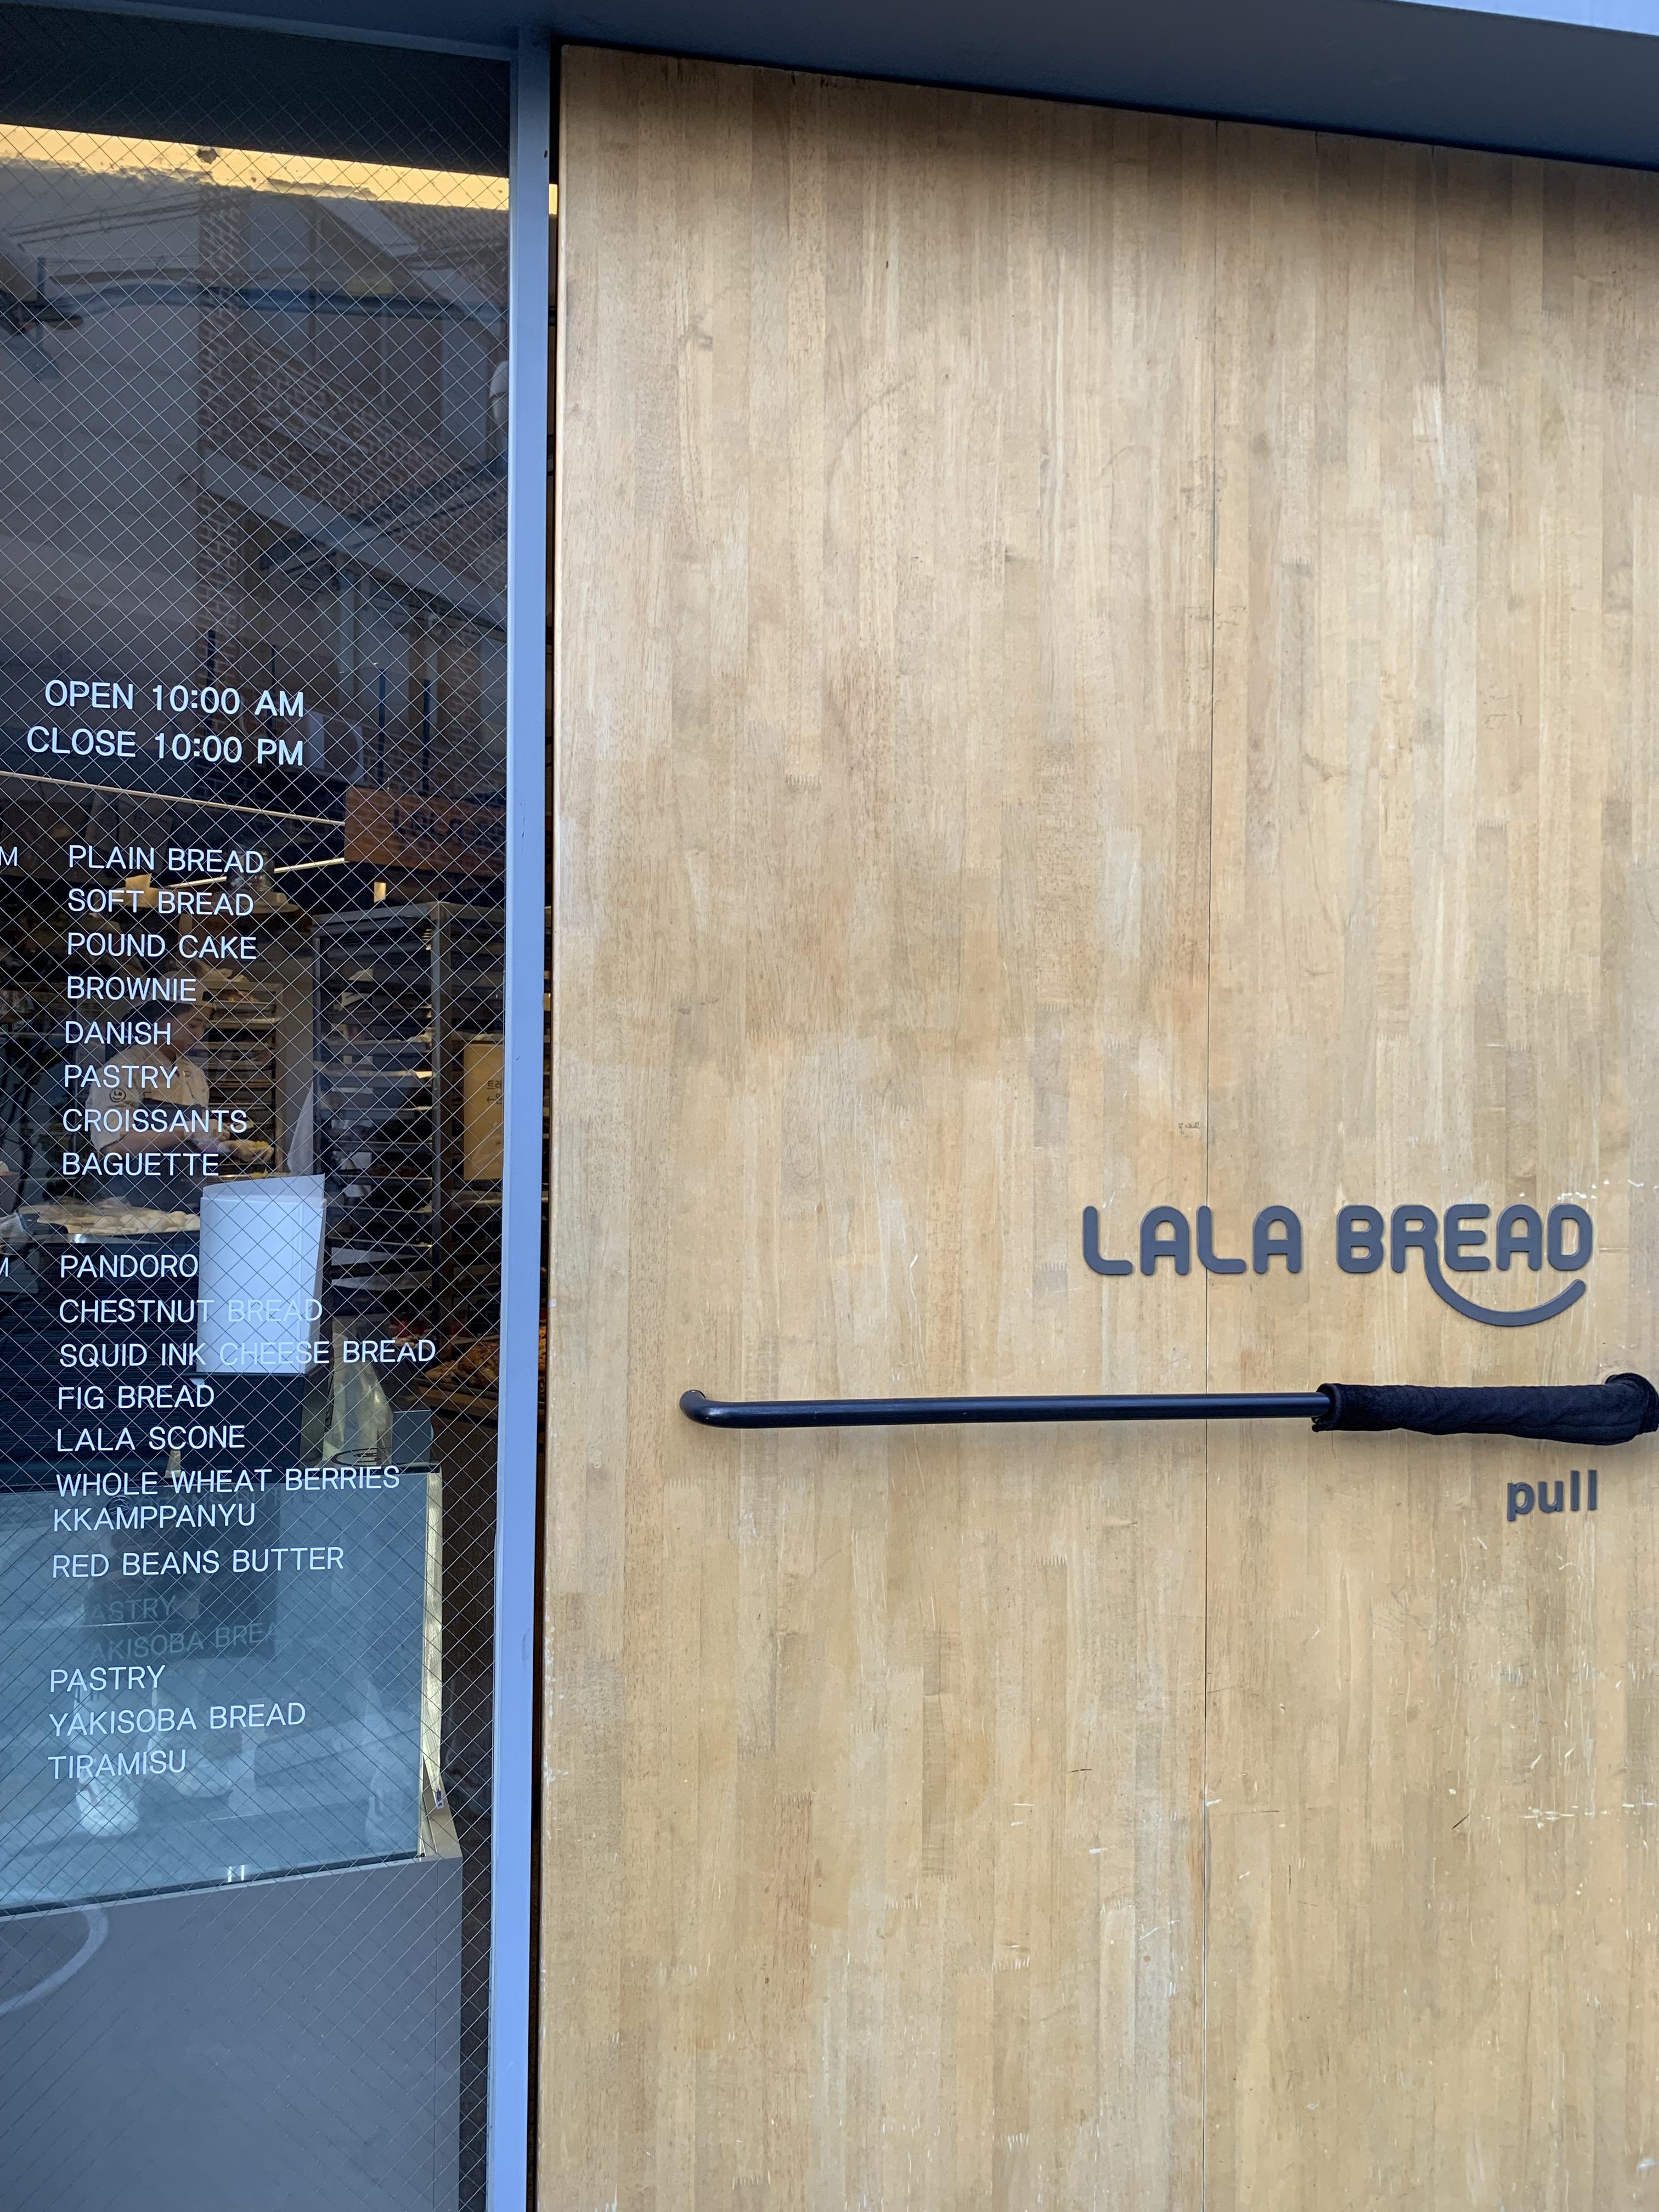 OPEN 10:00 AM
CLOSE 10:00 PM
M PLAIN BREAD
SOFT BREAD
POUND CAKE
BROWNIE
DANISH
PASTRY
CROISSANTS
BAGUETTE
M PANDORO
CHESTNUT BREAD
SQUID INK CHEESE BREAD
FIG BREAD
LALA SCONE
WHOLE WHEAT BERRIES
KKAMPPANYU
RED BEANS BUTTER
PASTRY
YAKISOBA BREAD
TIRAMISU
LALA BREAD
pull